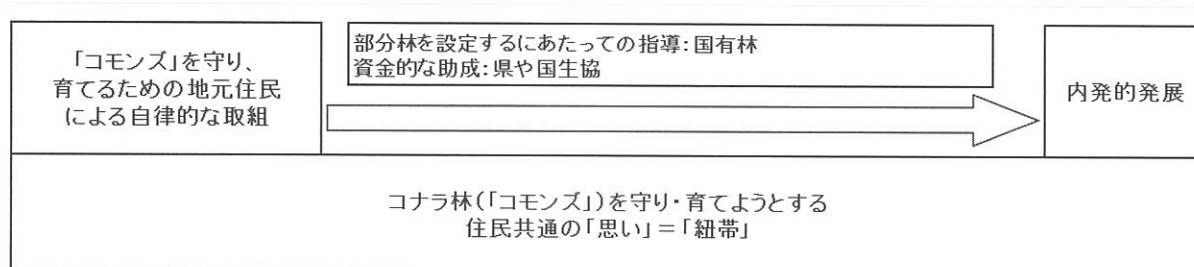 「コモンズ」を守り、
育てるための地元住民
による自律的な取組
部分林を設定するにあたっての指導：国有林
資金的な助成：県や国生協
内発的発展
コナラ林（「コモンズ」）を守り・育てようとする
住民共通の「思い」＝「紐帯」